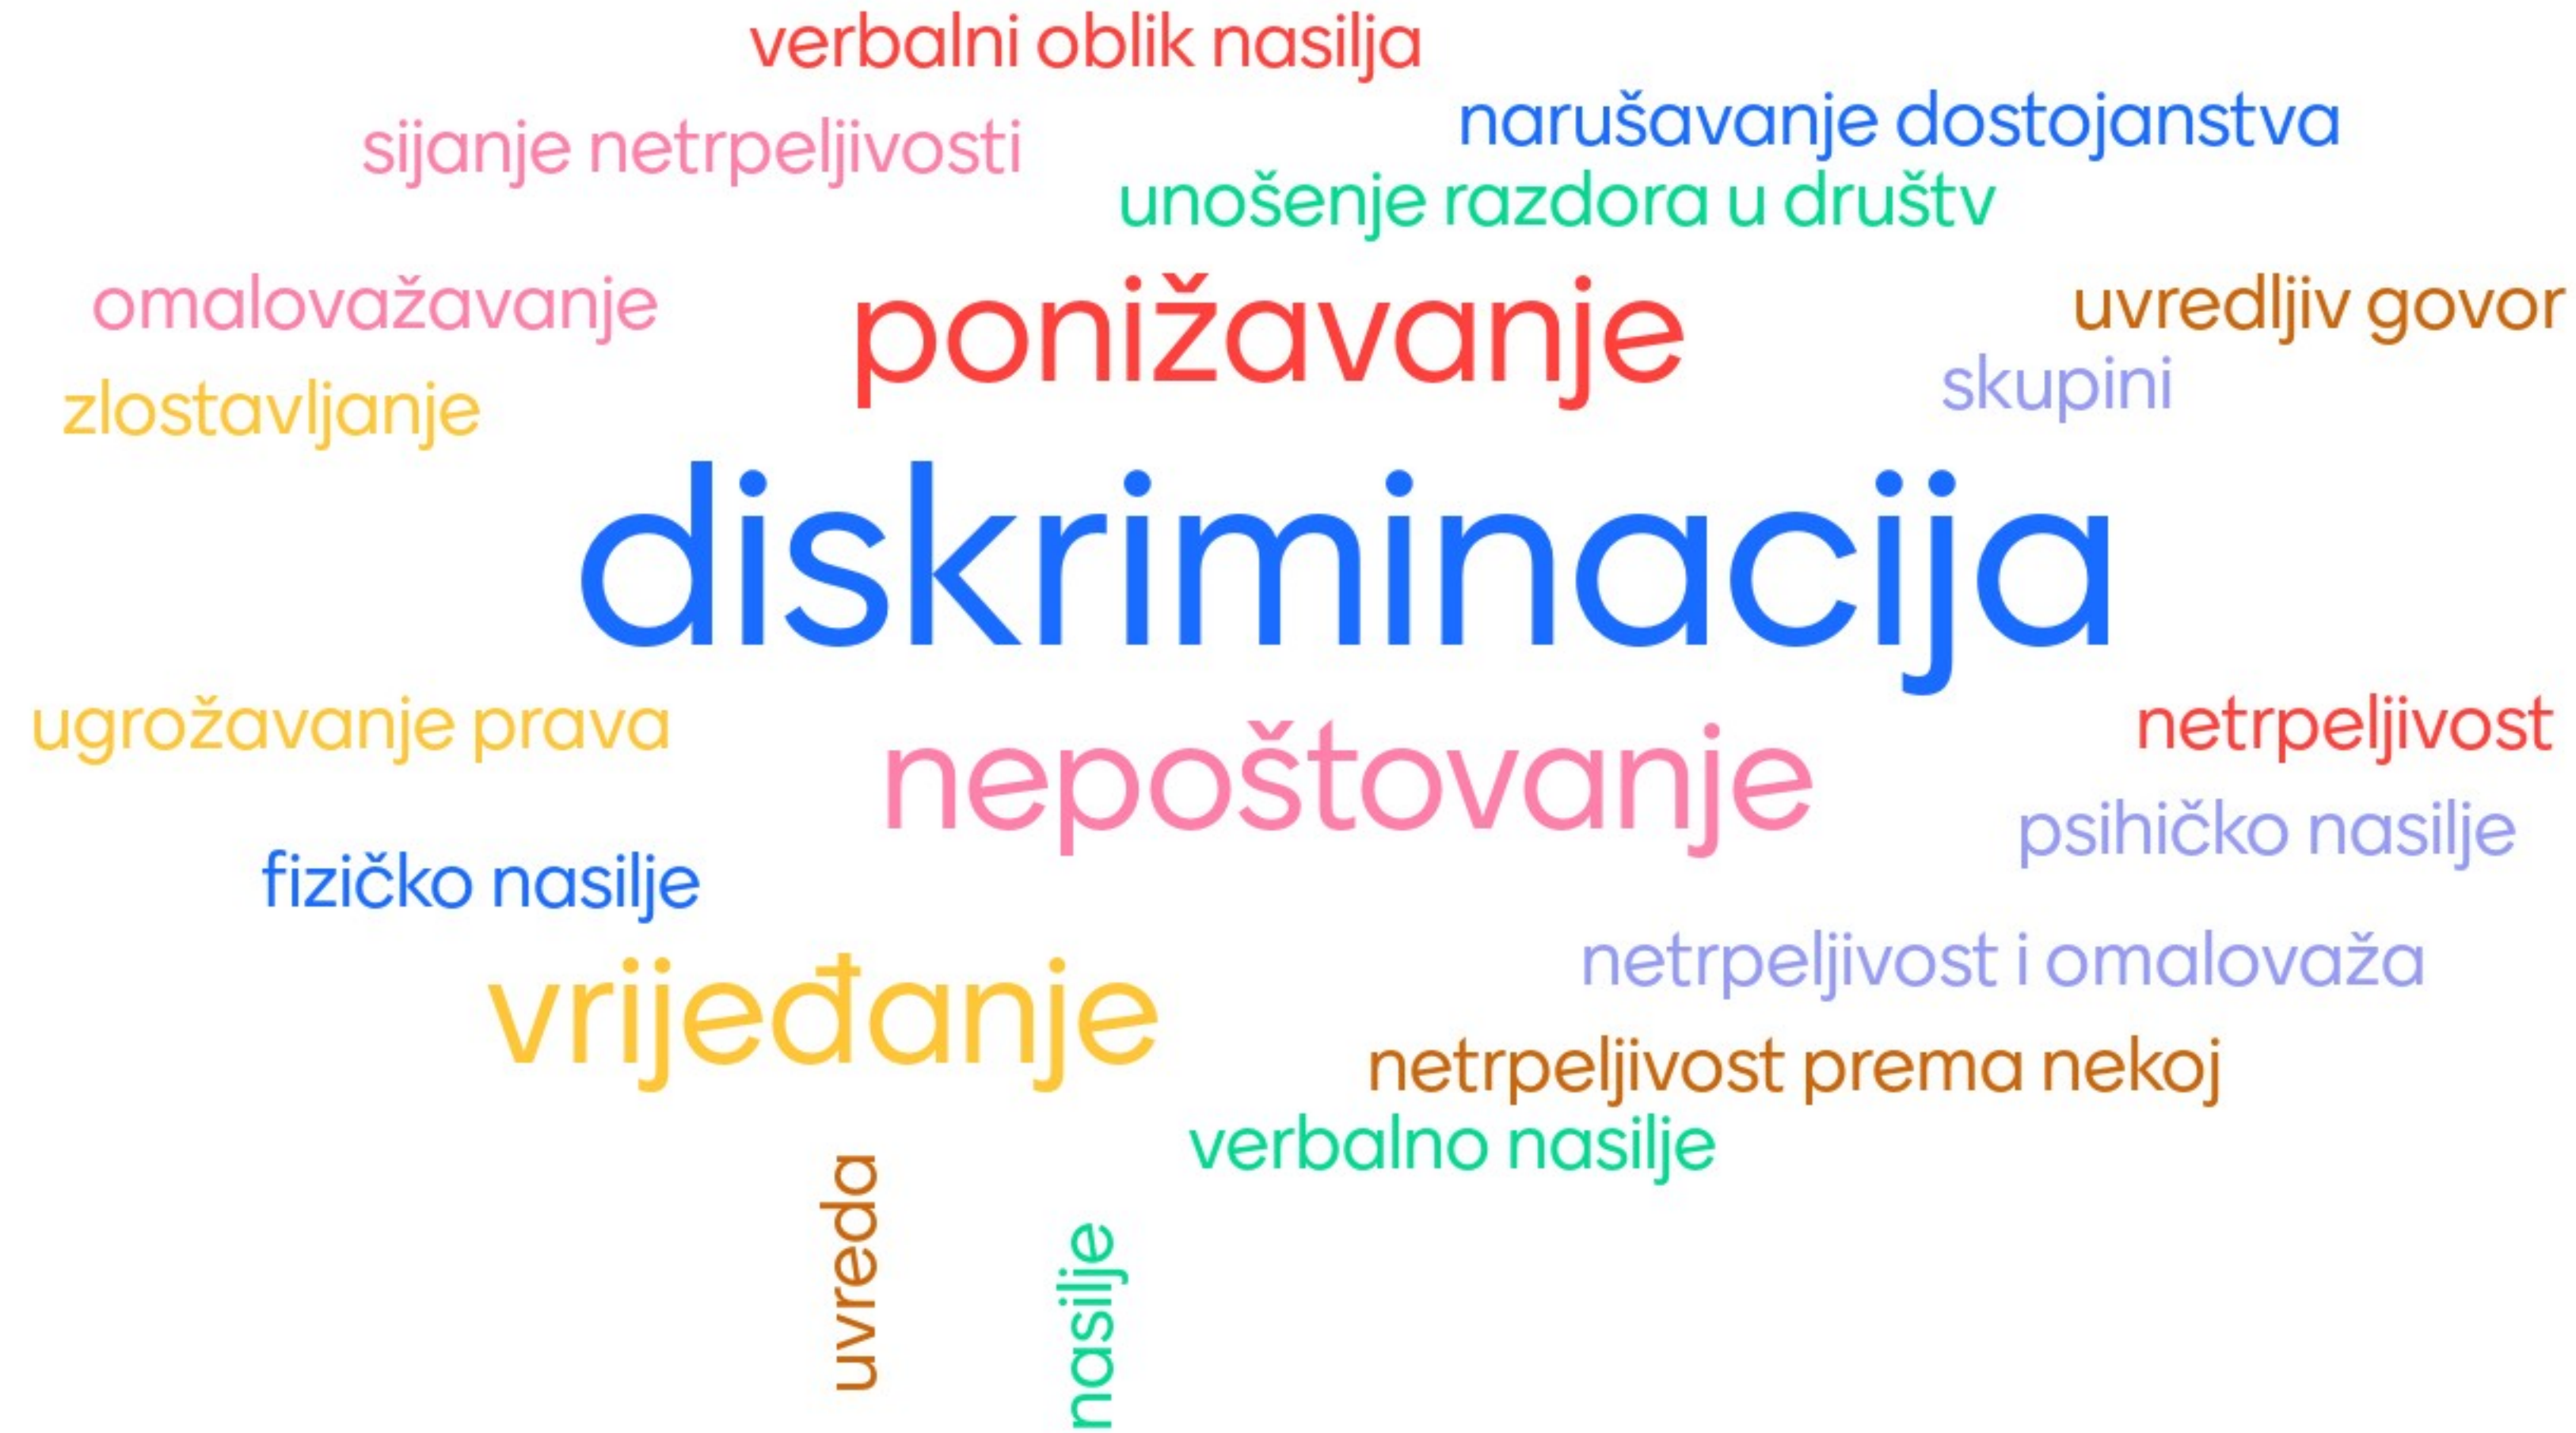 verbalni oblik nasilja
narušavanje dostojanstva
sijanje netrpeljivosti
unošenje razdora u društv
omalovažavanje
ponižavanje
uvredljiv govor
skupini
zlostavljanje
diskriminacija
ugrožavanje prava
netrpeljivost
nepoštovanje
psihičko nasilje
fizičko nasilje
netrpeljivost i omalovaža
vrijeđanje
netrpeljivost prema nekoj
verbalno nasilje
uvreda
nasilje